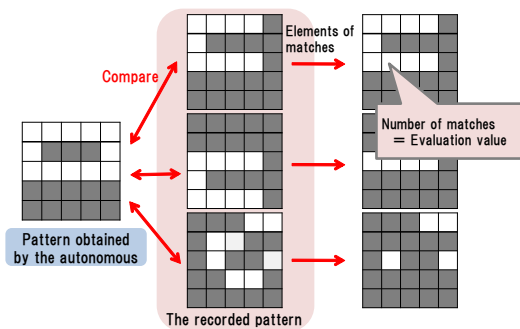 Elements of
matches
Compare
Number of matches
= Evaluation value
Pattern obtained
by the autonomous
The recorded pattern